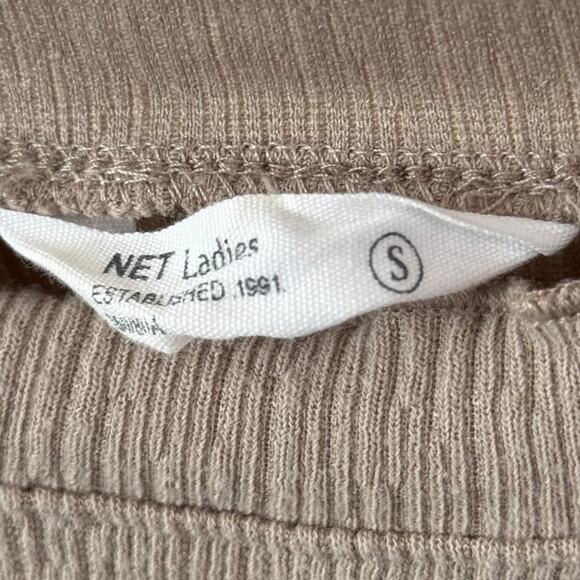 NET Ladies
ESTABLISHED .1991.
S